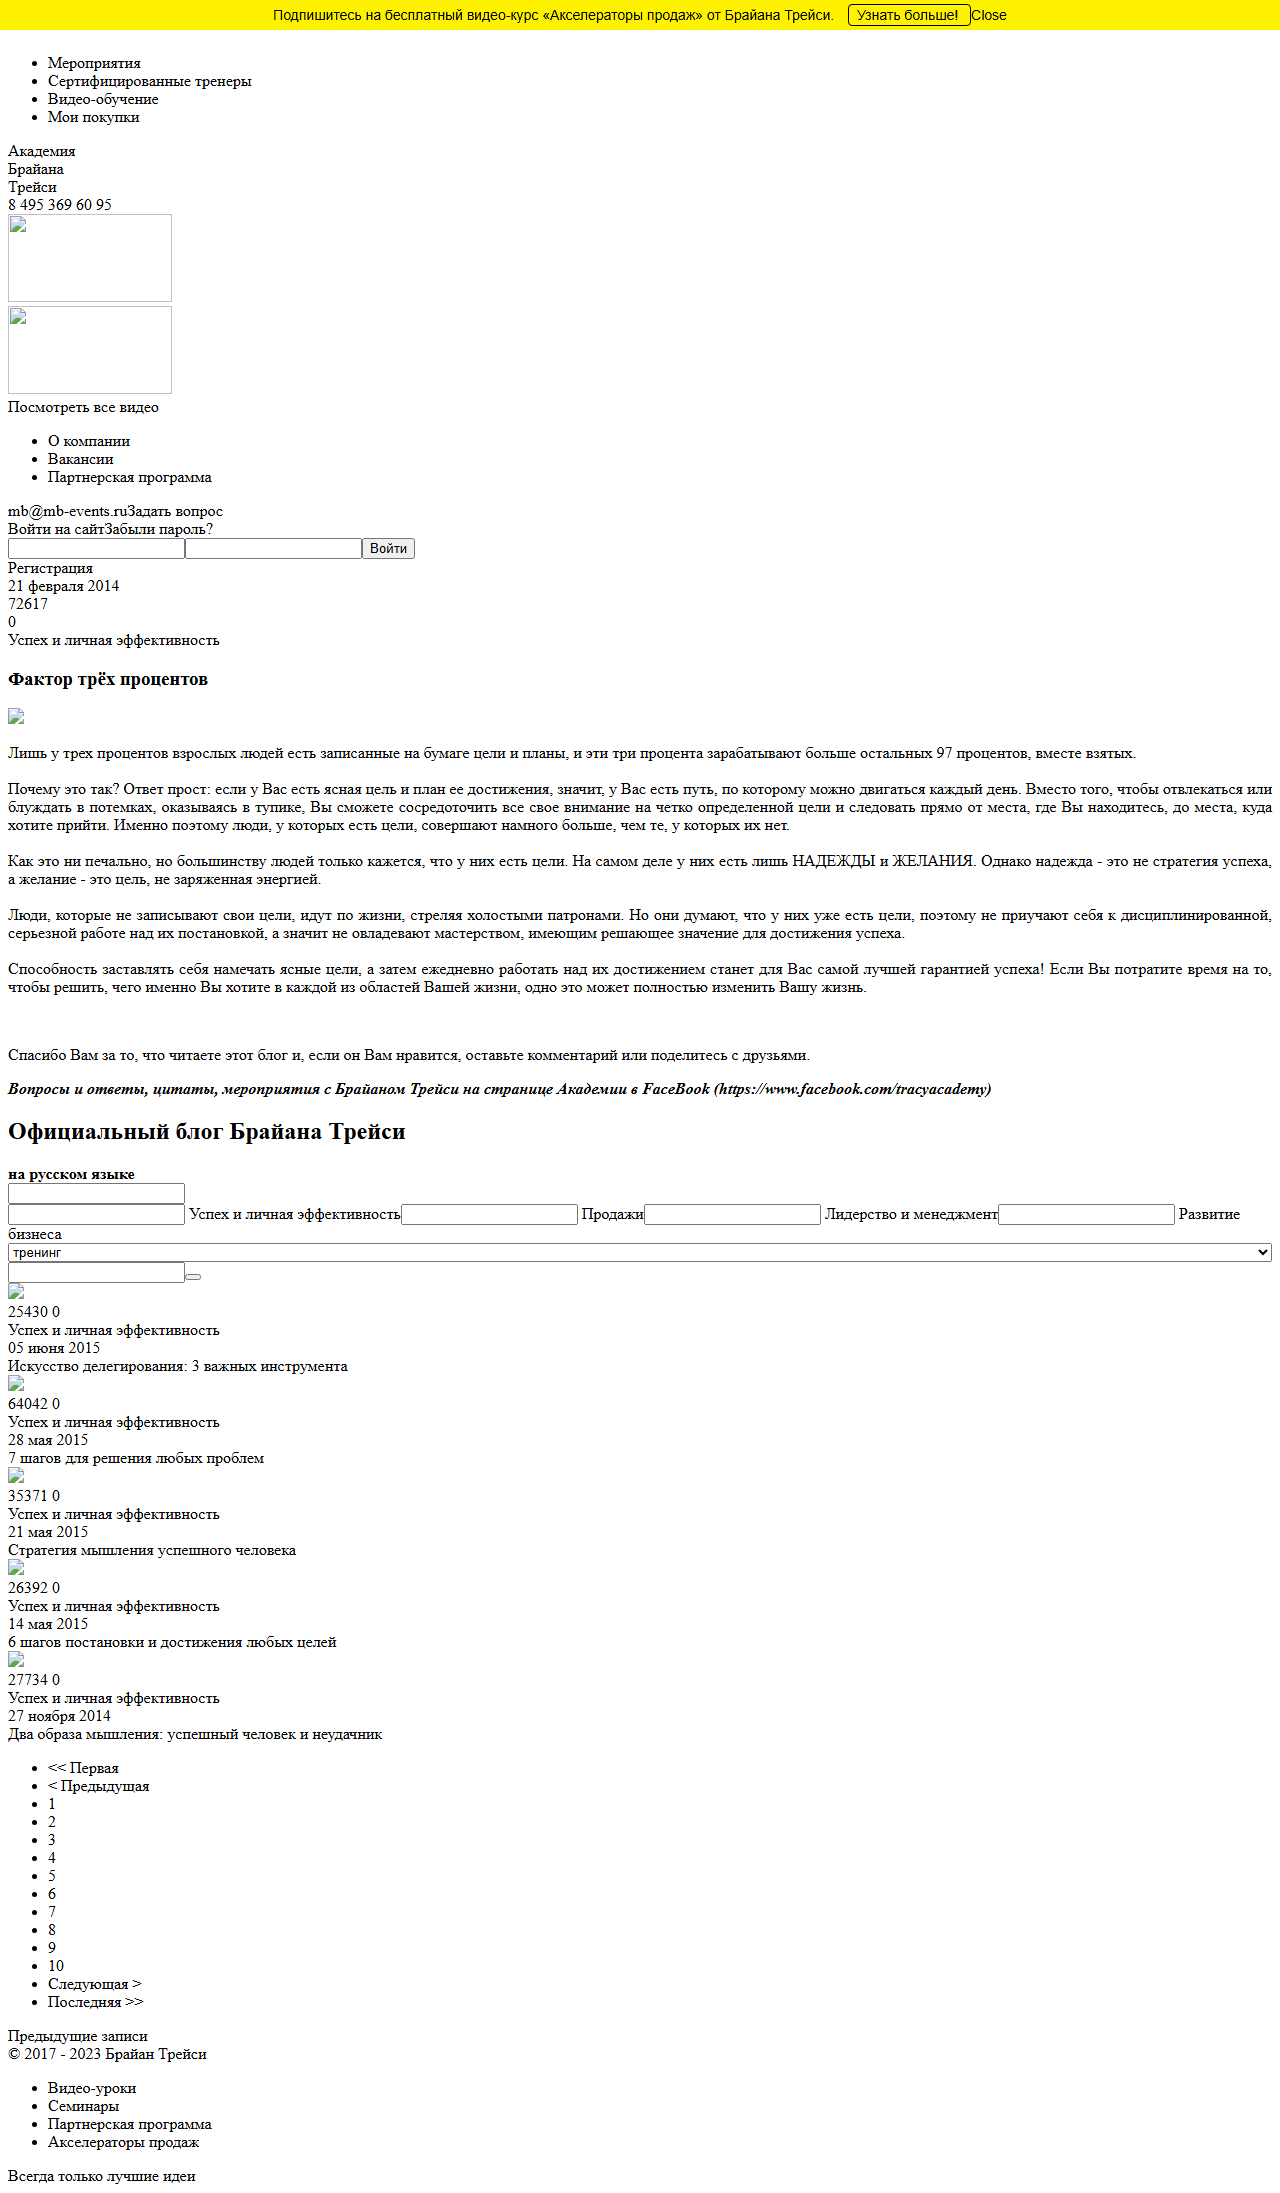 Подпишитесь на бесплатный видео-курс «Акселераторы продаж» от Брайана Трейси. Узнать больше! Close
Мероприятия
Сертифицированные тренеры
Видео-обучение
Мои покупки
Академия
Брайана
Трейси
8 495 369 60 95
Посмотреть все видео
О компании
Вакансии
Партнерская программа
mb@mb-events.ruЗадать вопрос
Войти на сайтЗабыли пароль?
Войти
Регистрация
21 февраля 2014
72617
0
Успех и личная эффективность
Фактор трёх процентов
Лишь у трех процентов взрослых людей есть записанные на бумаге цели и планы, и эти три процента зарабатывают больше остальных 97 процентов, вместе взятых.
Почему это так? Ответ прост: если у Вас есть ясная цель и план ее достижения, значит, у Вас есть путь, по которому можно двигаться каждый день. Вместо того, чтобы отвлекаться или
блуждать в потемках, оказываясь в тупике, Вы сможете сосредоточить все свое внимание на четко определенной цели и следовать прямо от места, где Вы находитесь, до места, куда
хотите прийти. Именно поэтому люди, у которых есть цели, совершают намного больше, чем те, у которых их нет.
Как это ни печально, но большинству людей только кажется, что у них есть цели. На самом деле у них есть лишь НАДЕЖДЫ и ЖЕЛАНИЯ. Однако надежда - это не стратегия успеха,
а желание - это цель, не заряженная энергией.
Люди, которые не записывают свои цели, идут по жизни, стреляя холостыми патронами. Но они думают, что у них уже есть цели, поэтому не приучают себя к дисциплинированной,
серьезной работе над их постановкой, а значит не овладевают мастерством, имеющим решающее значение для достижения успеха.
Способность заставлять себя намечать ясные цели, а затем ежедневно работать над их достижением станет для Вас самой лучшей гарантией успеха! Если Вы потратите время на то,
чтобы решить, чего именно Вы хотите в каждой из областей Вашей жизни, одно это может полностью изменить Вашу жизнь.
Спасибо Вам за то, что читаете этот блог и, если он Вам нравится, оставьте комментарий или поделитесь с друзьями.
Вопросы и ответы, цитаты, мероприятия с Брайаном Трейси на странице Академии в FaceBook (https://www.facebook.com/tracyacademy)
Официальный блог Брайана Трейси
на русском языке
Успех и личная эффективность Продажи Лидерство и менеджмент Развитие
бизнеса
тренинг
25430 0
Успех и личная эффективность
05 июня 2015
Искусство делегирования: 3 важных инструмента
64042 0
Успех и личная эффективность
28 мая 2015
7 шагов для решения любых проблем
35371 0
Успех и личная эффективность
21 мая 2015
Стратегия мышления успешного человека
26392 0
Успех и личная эффективность
14 мая 2015
6 шагов постановки и достижения любых целей
27734 0
Успех и личная эффективность
27 ноября 2014
Два образа мышления: успешный человек и неудачник
<< Первая
< Предыдущая
1
2
3
4
5
6
7
8
9
10
Следующая >
Последняя >>
Предыдущие записи
© 2017 - 2023 Брайан Трейси
Видео-уроки
Семинары
Партнерская программа
Акселераторы продаж
Всегда только лучшие идеи